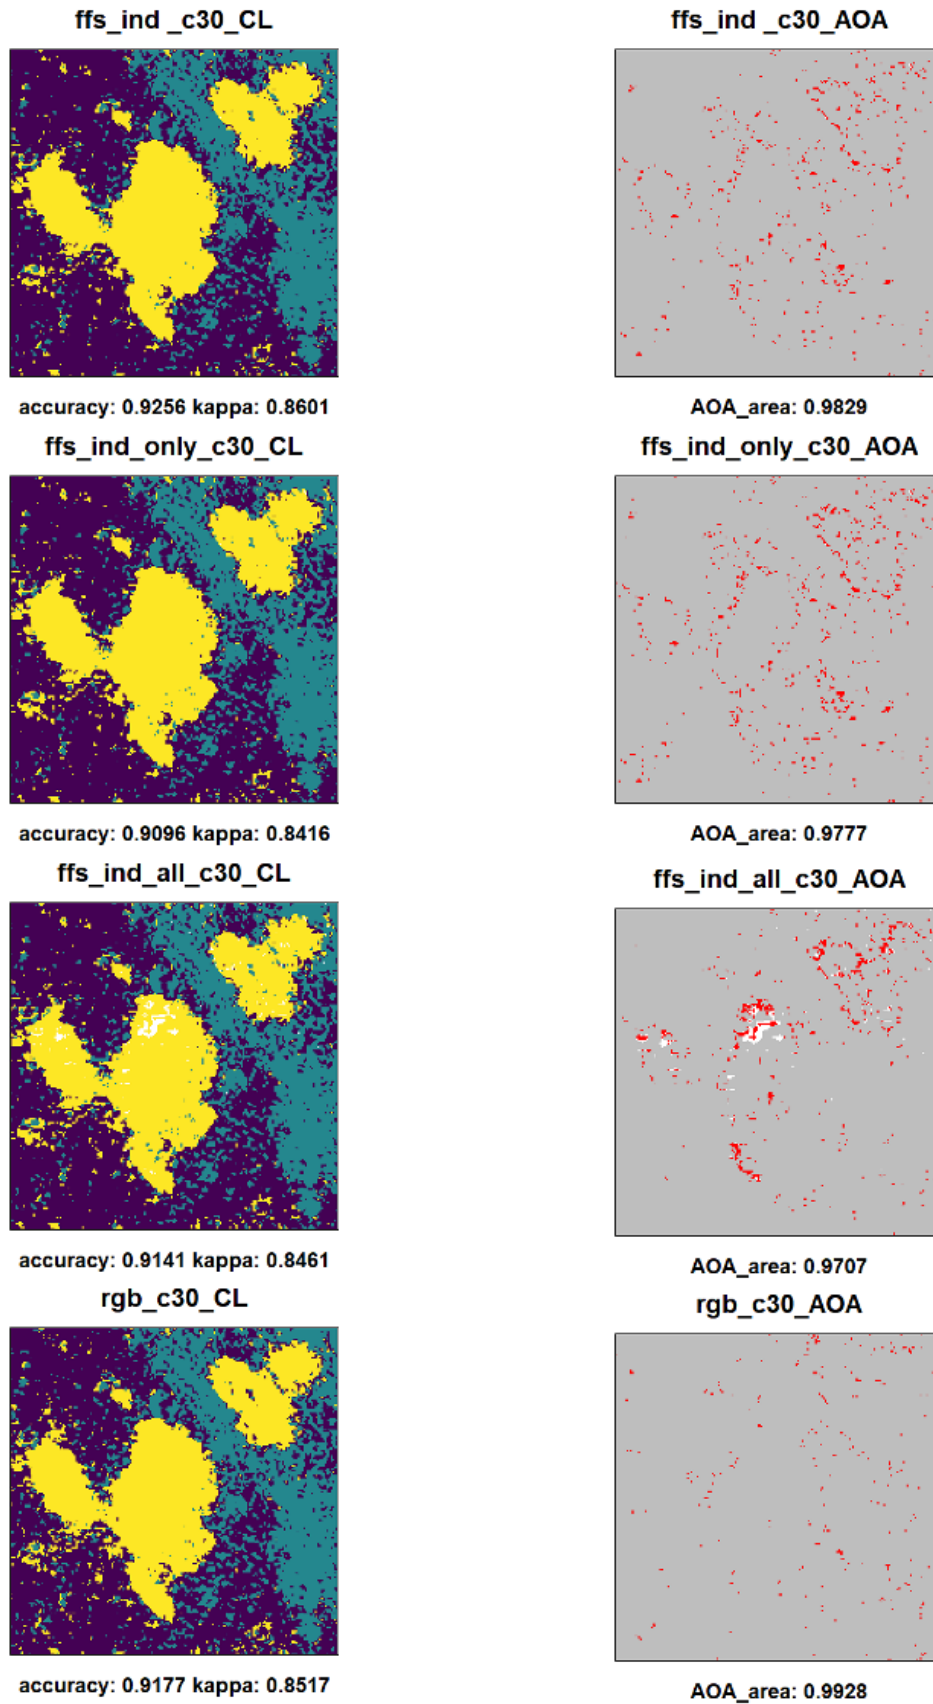 ffs_ind _c30_CL
ffs_ind _c30_AOA
accuracy: 0.9256 kappa: 0.8601
AOA_area: 0.9829
ffs_ind_only_c30_CL
ffs_ind_only_c30_AOA
accuracy: 0.9096 kappa: 0.8416
AOA_area: 0.9777
ffs_ind_all_c30_CL
ffs_ind_all_c30_AOA
accuracy: 0.9141 kappa: 0.8461
AOA_area: 0.9707
rgb_c30_CL
rgb_c30_AOA
accuracy: 0.9177 kappa: 0.8517
AOA_area: 0.9928